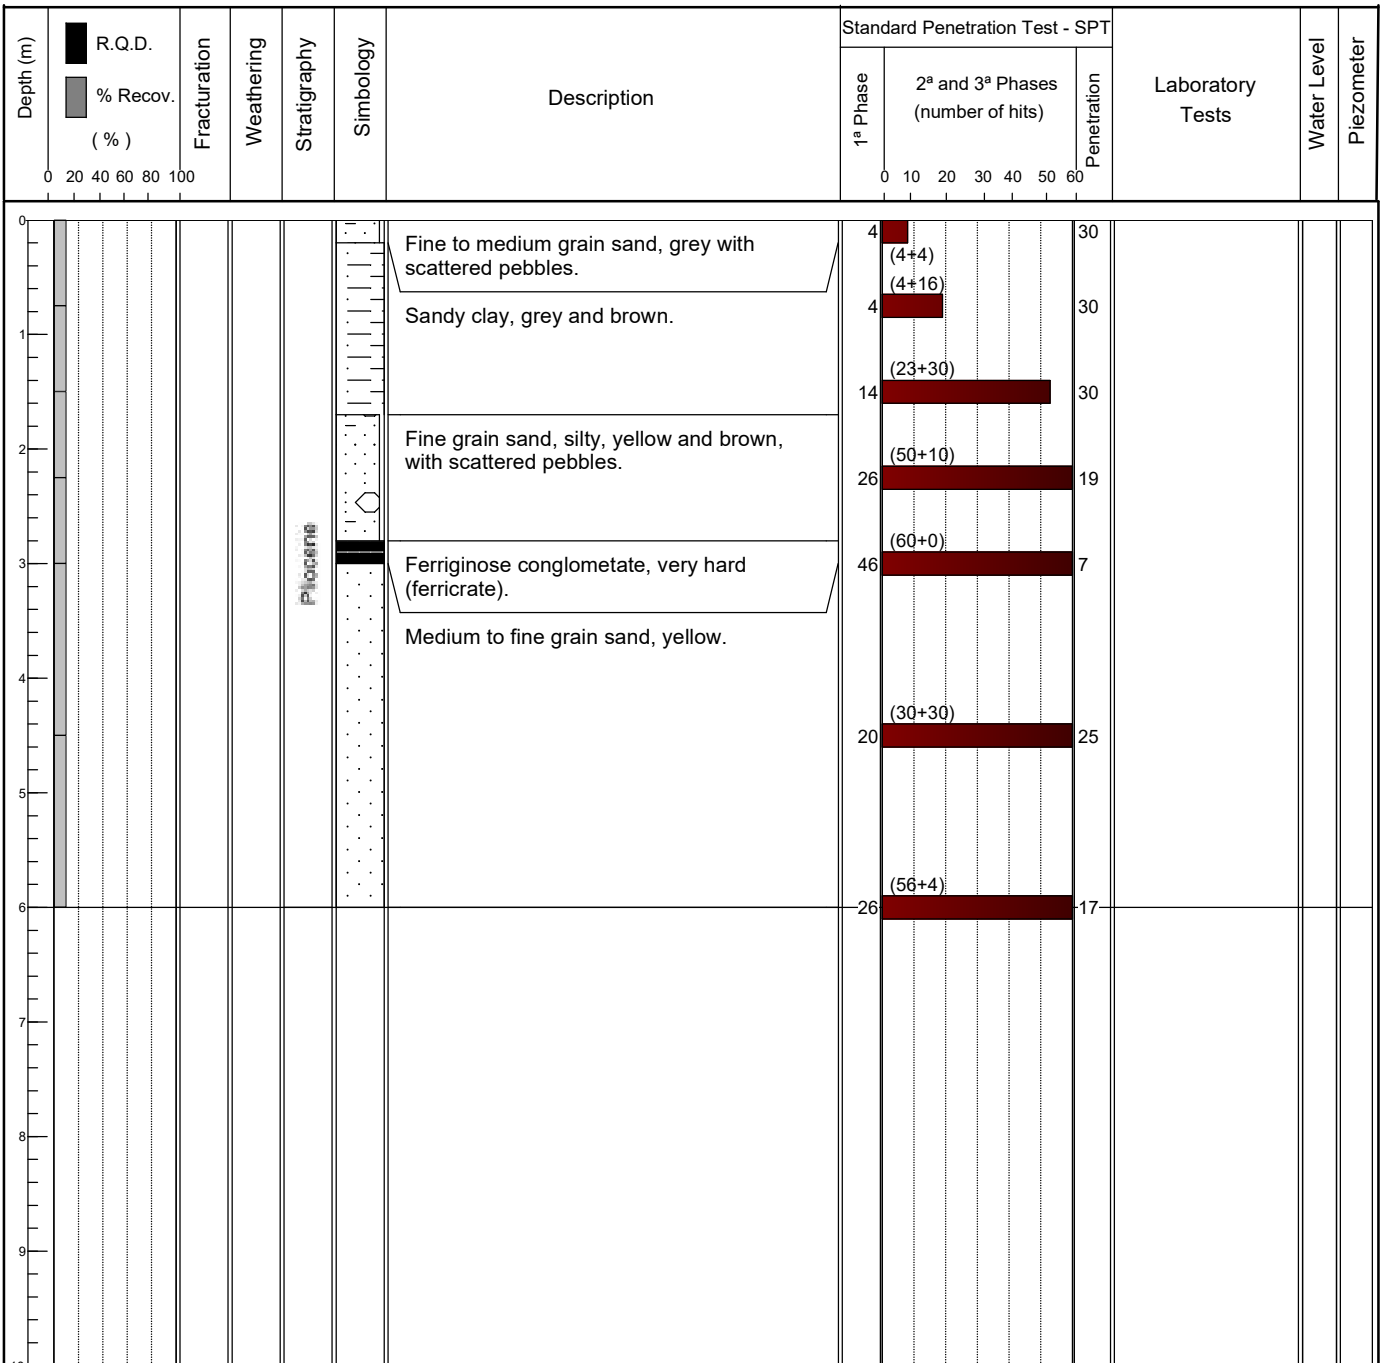 Depth (m)
R.Q.D.
% Recov.
( % )
0 20 40 60 80 100
Fracturation
Weathering
Stratigraphy
Simbology
Description
Standard Penetration Test - SPT
1ª Phase
2ª and 3ª Phases
(number of hits)
0 10 20 30 40 50 60
Penetration
Laboratory
Tests
Water Level
Piezometer
0
Fine to medium grain sand, grey with
scattered pebbles.
4
(4+4)
30
Sandy clay, grey and brown.
(4+16)
4
30
1
(23+30)
14
30
Fine grain sand, silty, yellow and brown,
with scattered pebbles.
2
(50+10)
26
19
Pliocene
Ferriginose conglometate, very hard
(ferricrate).
3
(60+0)
46
7
Medium to fine grain sand, yellow.
4
(30+30)
20
25
5
(56+4)
6
26
17
7
8
9